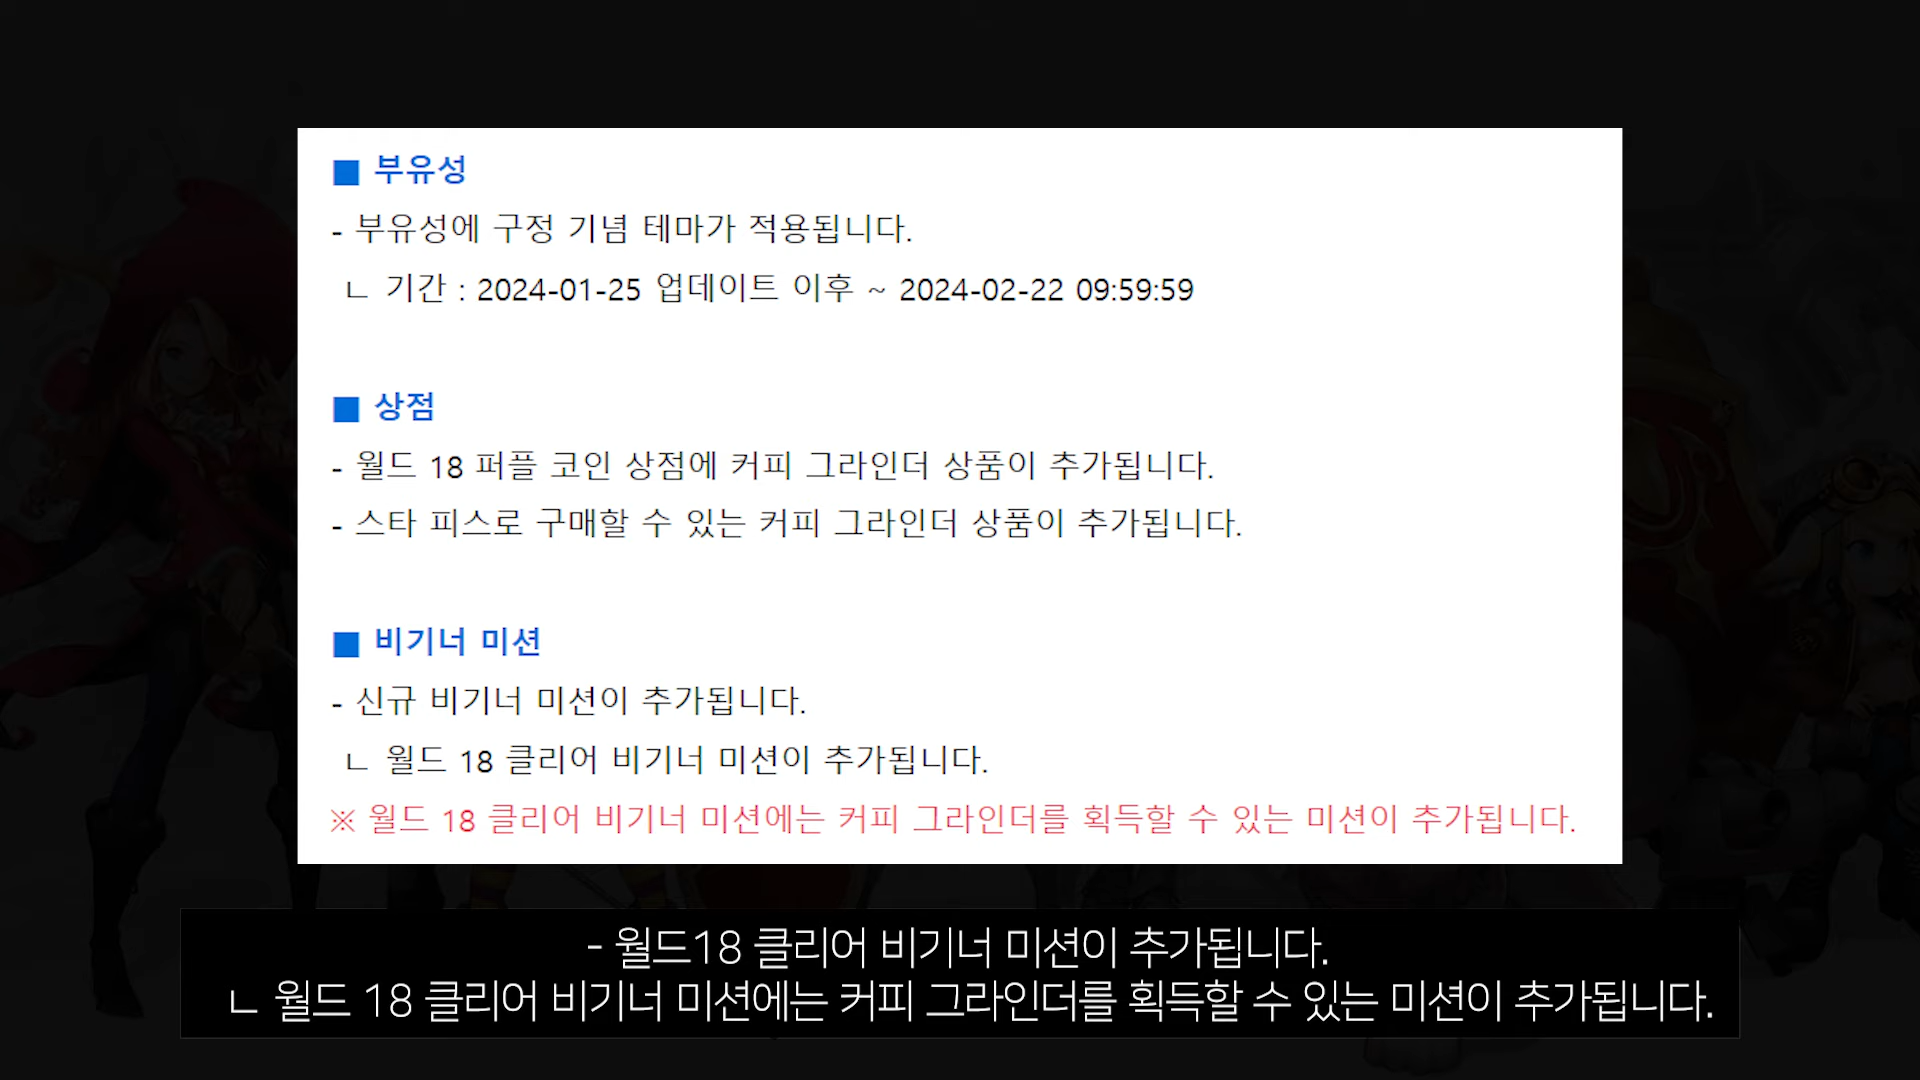 ■ 부유성
- 부유성에 구정 기념 테마가 적용됩니다.
ㄴ 기간 : 2024-01-25 업데이트 이후 ~ 2024-02-22 09:59:59
■ 상점
- 월드 18 퍼플 코인 상점에 커피 그라인더 상품이 추가됩니다.
- 스타 피스로 구매할 수 있는 커피 그라인더 상품이 추가됩니다.
■ 비기너 미션
- 신규 비기너 미션이 추가됩니다.
ㄴ 월드 18 클리어 비기너 미션이 추가됩니다.
※ 월드 18 클리어 비기너 미션에는 커피 그라인더를 획득할 수 있는 미션이 추가됩니다.
- 월드18 클리어 비기너 미션이 추가됩니다.
ㄴ 월드 18 클리어 비기너 미션에는 커피 그라인더를 획득할 수 있는 미션이 추가됩니다.